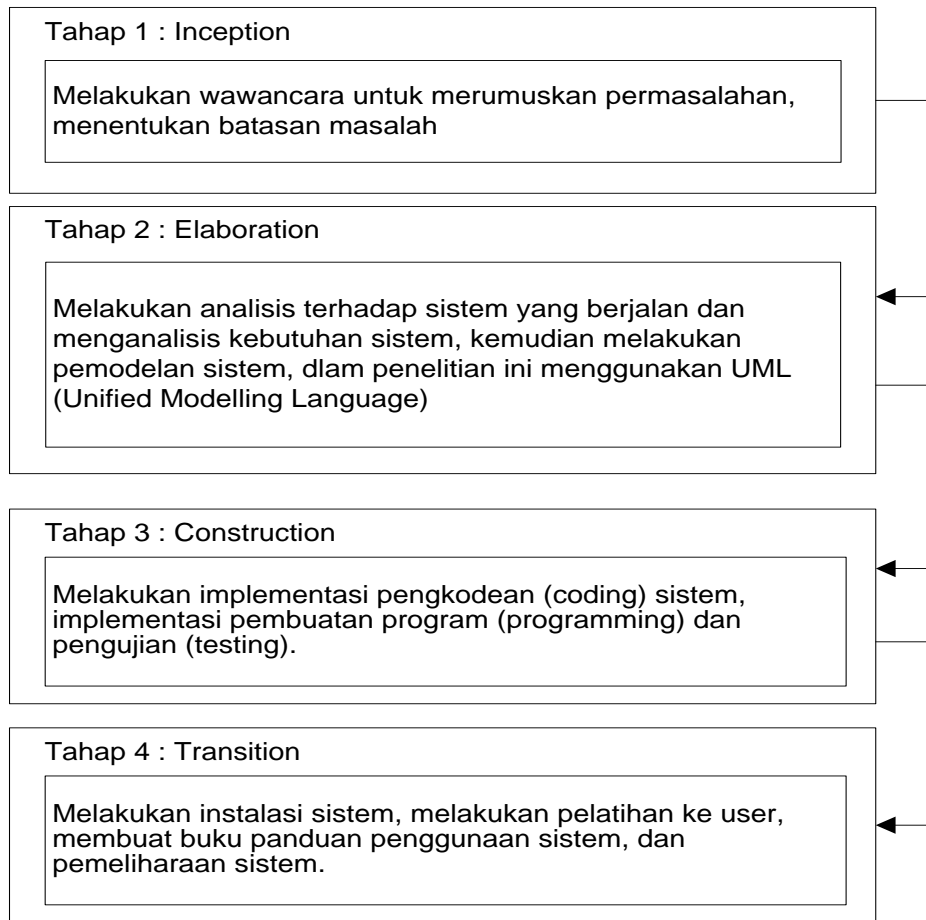 Tahap 1 : Inception
Melakukan wawancara untuk merumuskan permasalahan,
menentukan batasan masalah
Tahap 2 : Elaboration
Melakukan analisis terhadap sistem yang berjalan dan
menganalisis kebutuhan sistem, kemudian melakukan
pemodelan sistem, dlam penelitian ini menggunakan UML
(Unified Modelling Language)
Tahap 3 : Construction
Melakukan implementasi pengkodean (coding) sistem,
implementasi pembuatan program (programming) dan
pengujian (testing).
Tahap 4 : Transition
Melakukan instalasi sistem, melakukan pelatihan ke user,
membuat buku panduan penggunaan sistem, dan
pemeliharaan sistem.